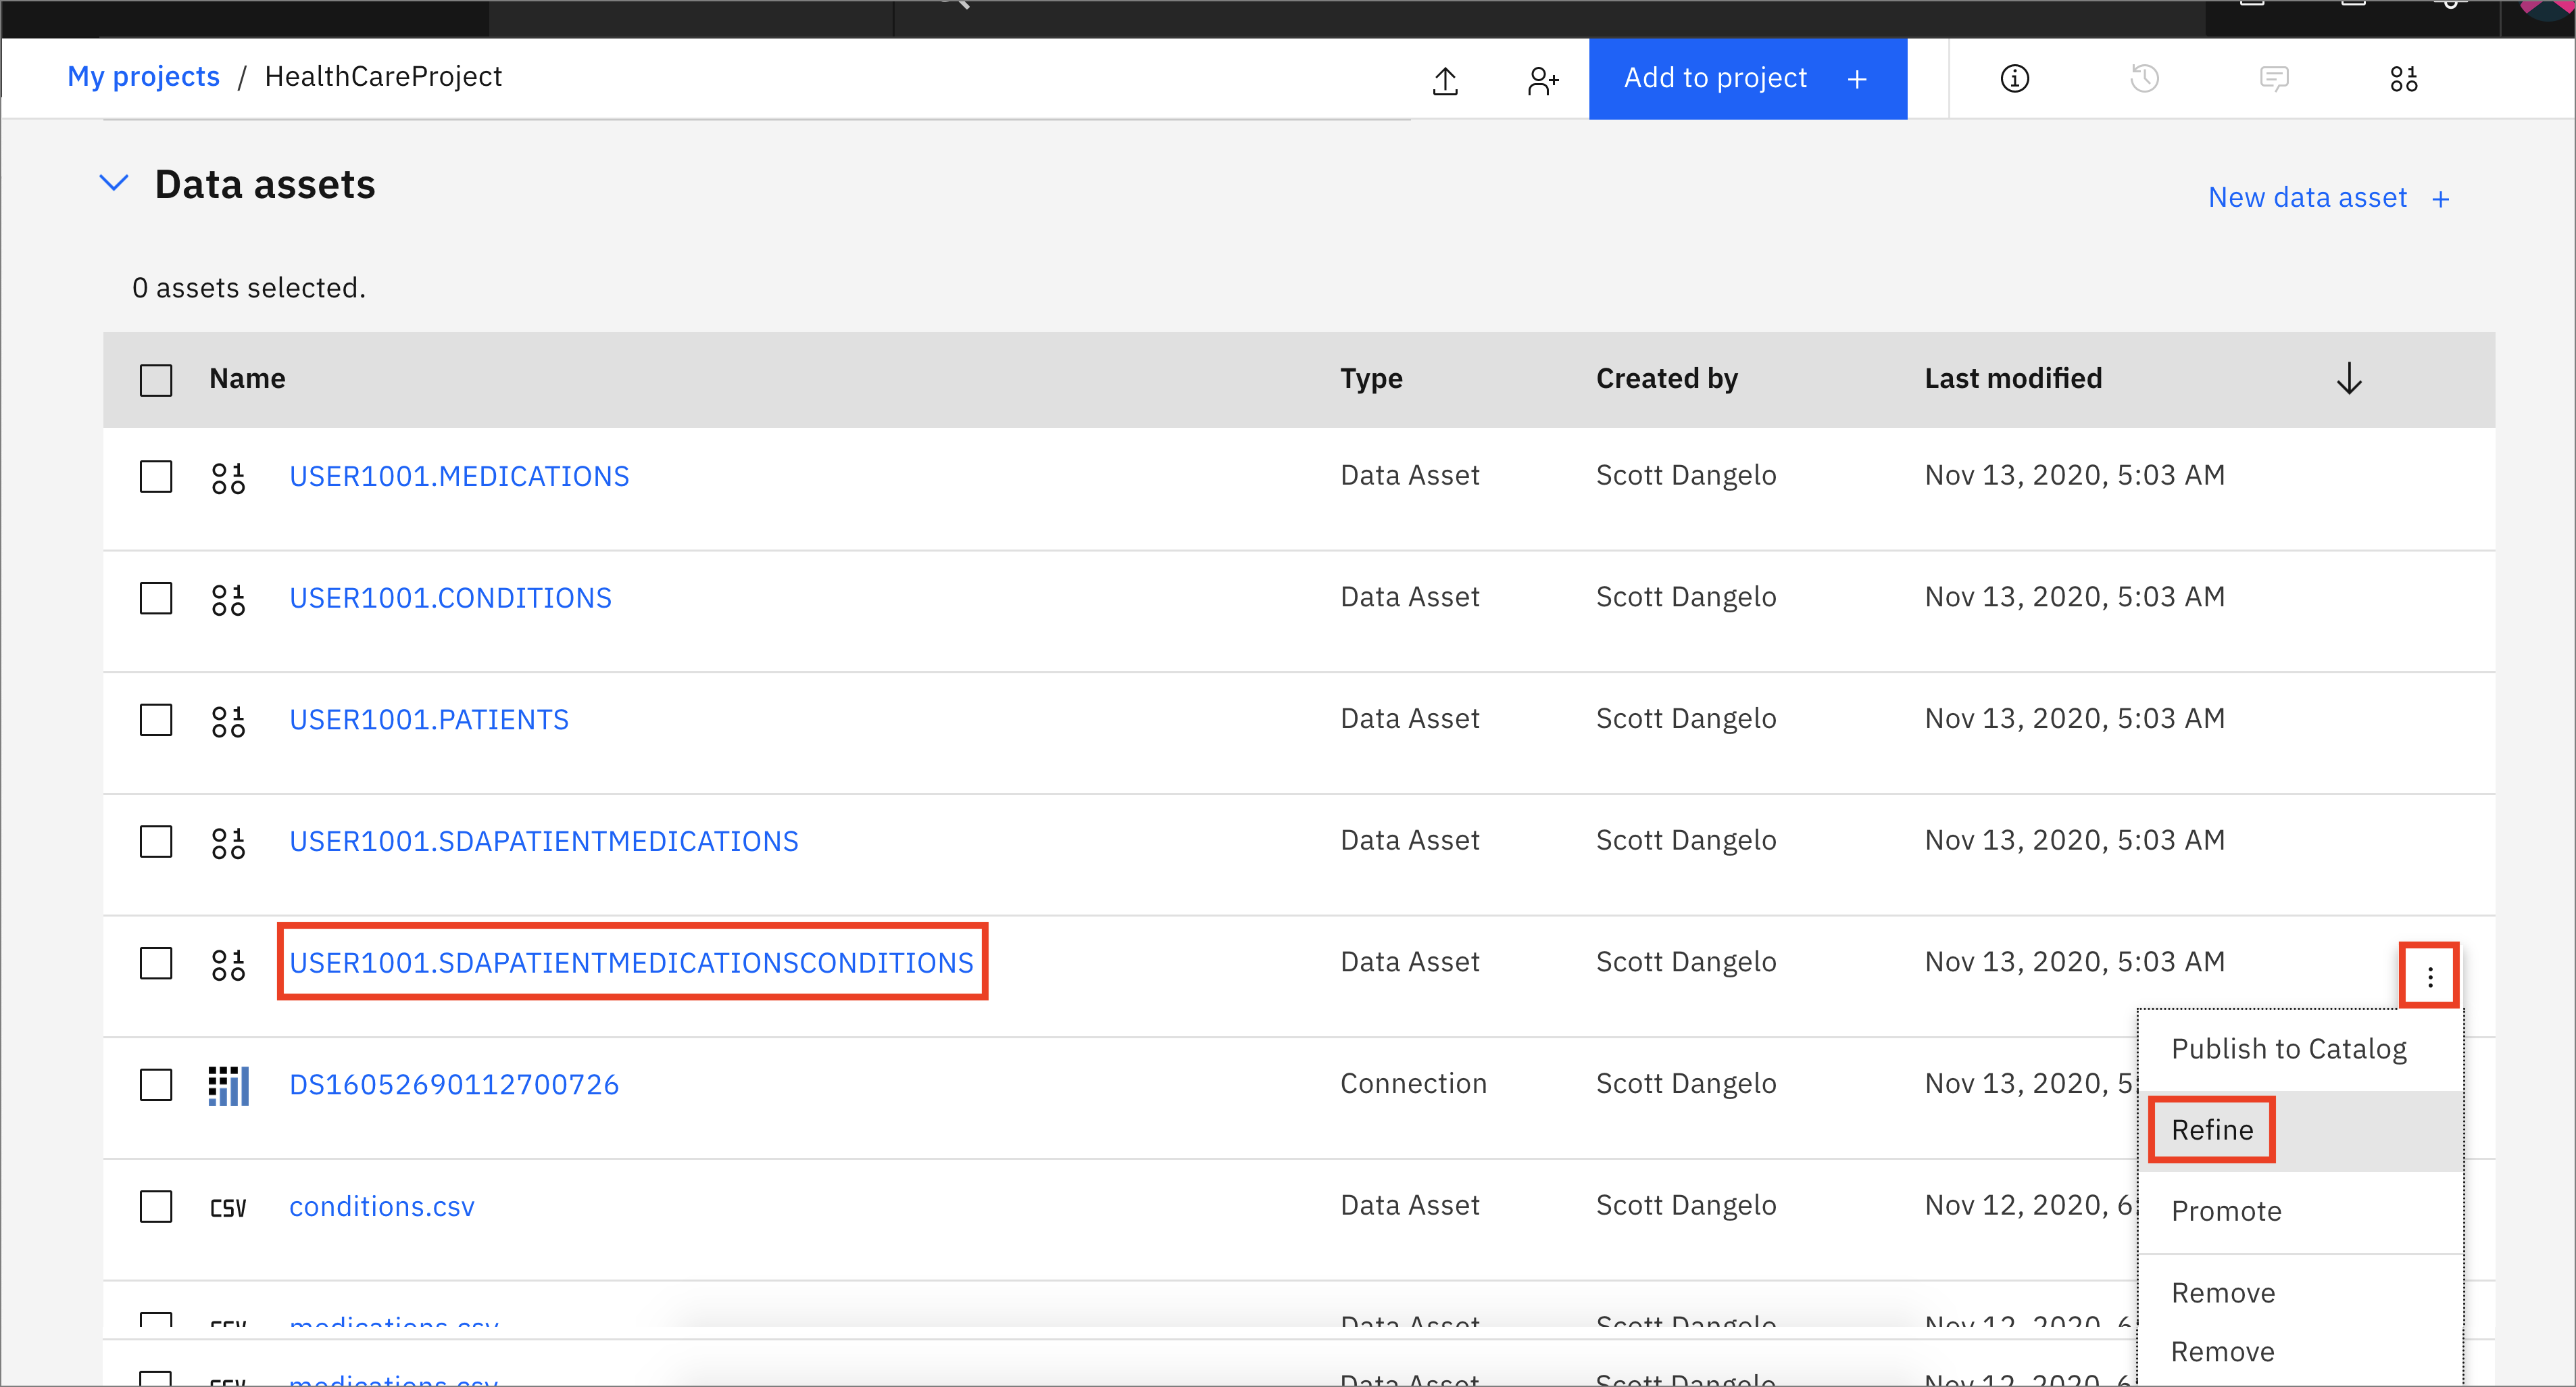 My projects / HealthCareProject
Add to project +
Data assets
New data asset +
0 assets selected.
Name Type Created by Last modified
USER1001.MEDICATIONS Data Asset Scott Dangelo Nov 13, 2020, 5:03 AM
USER1001.CONDITIONS Data Asset Scott Dangelo Nov 13, 2020, 5:03 AM
USER1001.PATIENTS Data Asset Scott Dangelo Nov 13, 2020, 5:03 AM
USER1001.SDAPATIENTMEDICATIONS Data Asset Scott Dangelo Nov 13, 2020, 5:03 AM
USER1001.SDAPATIENTMEDICATIONSCONDITIONS Data Asset Scott Dangelo Nov 13, 2020, 5:03 AM
Publish to Catalog
DS16052690112700726 Connection Scott Dangelo Nov 13, 2020, 5
Refine
CSV conditions.csv Data Asset Scott Dangelo Nov 12, 2020, 6
Promote
Remove
CSV medications.csv Data Asset Scott Dangelo Nov 12, 2020, 6
Remove
CSV medications.csv Data Asset Scott Dangelo Nov 12, 2020, 6